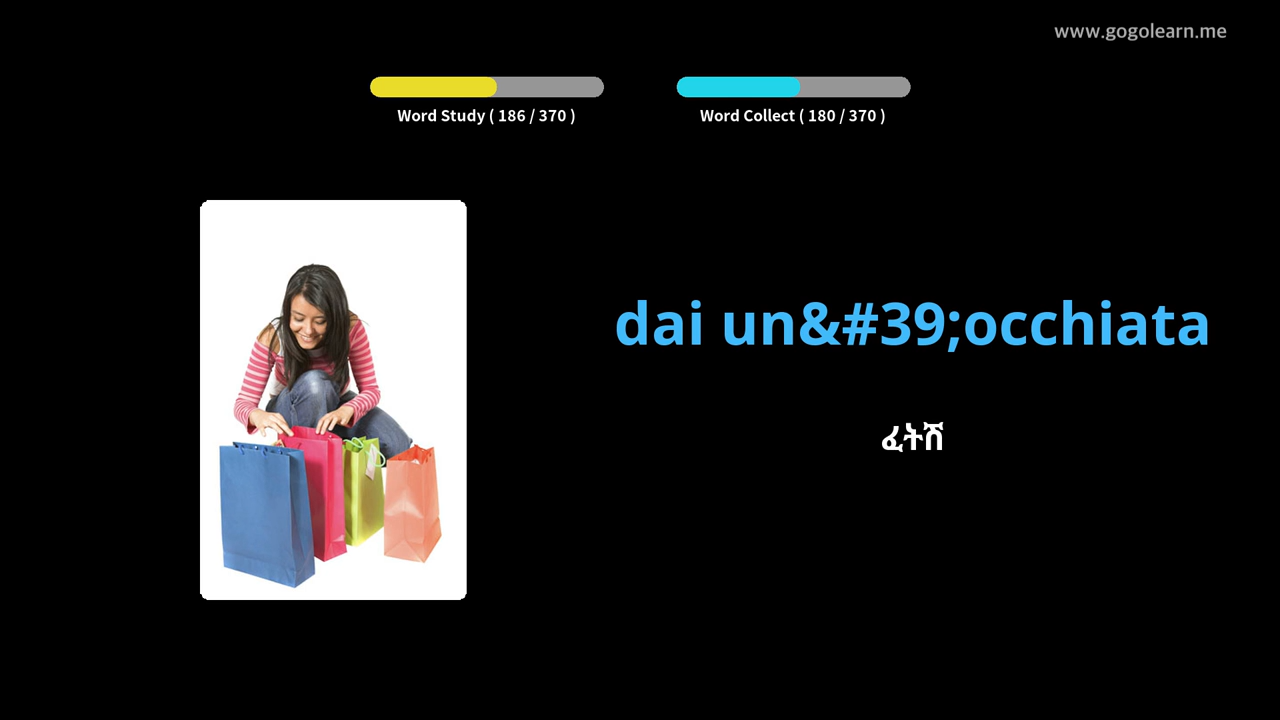 www.gogolearn.me
Word Study ( 186 / 370 )
Word Collect ( 180 / 370 )
dai un&#39;occhiata
ፈትሽ